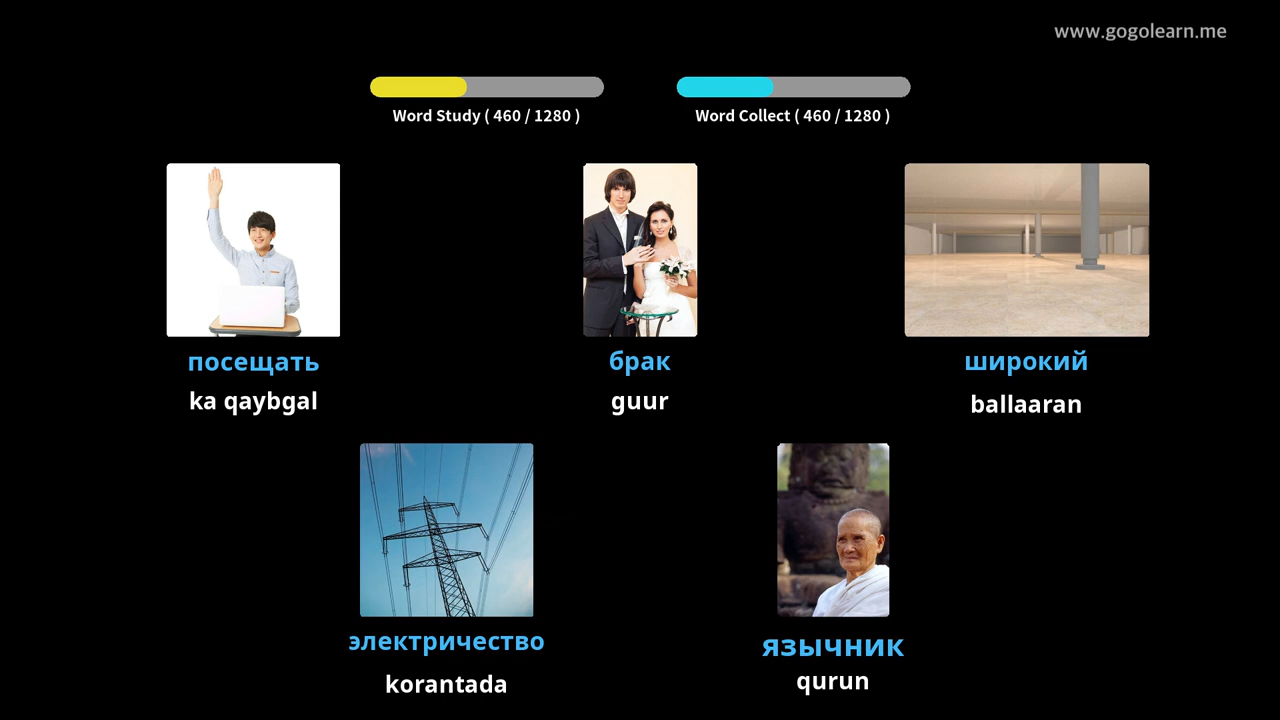 www.gogolearn.me
Word Study ( 460 / 1280 )
Word Collect ( 460 / 1280 )
посещать
ka qaybgal
брак
guur
широкий
ballaaran
электричество
korantada
язычник
qurun